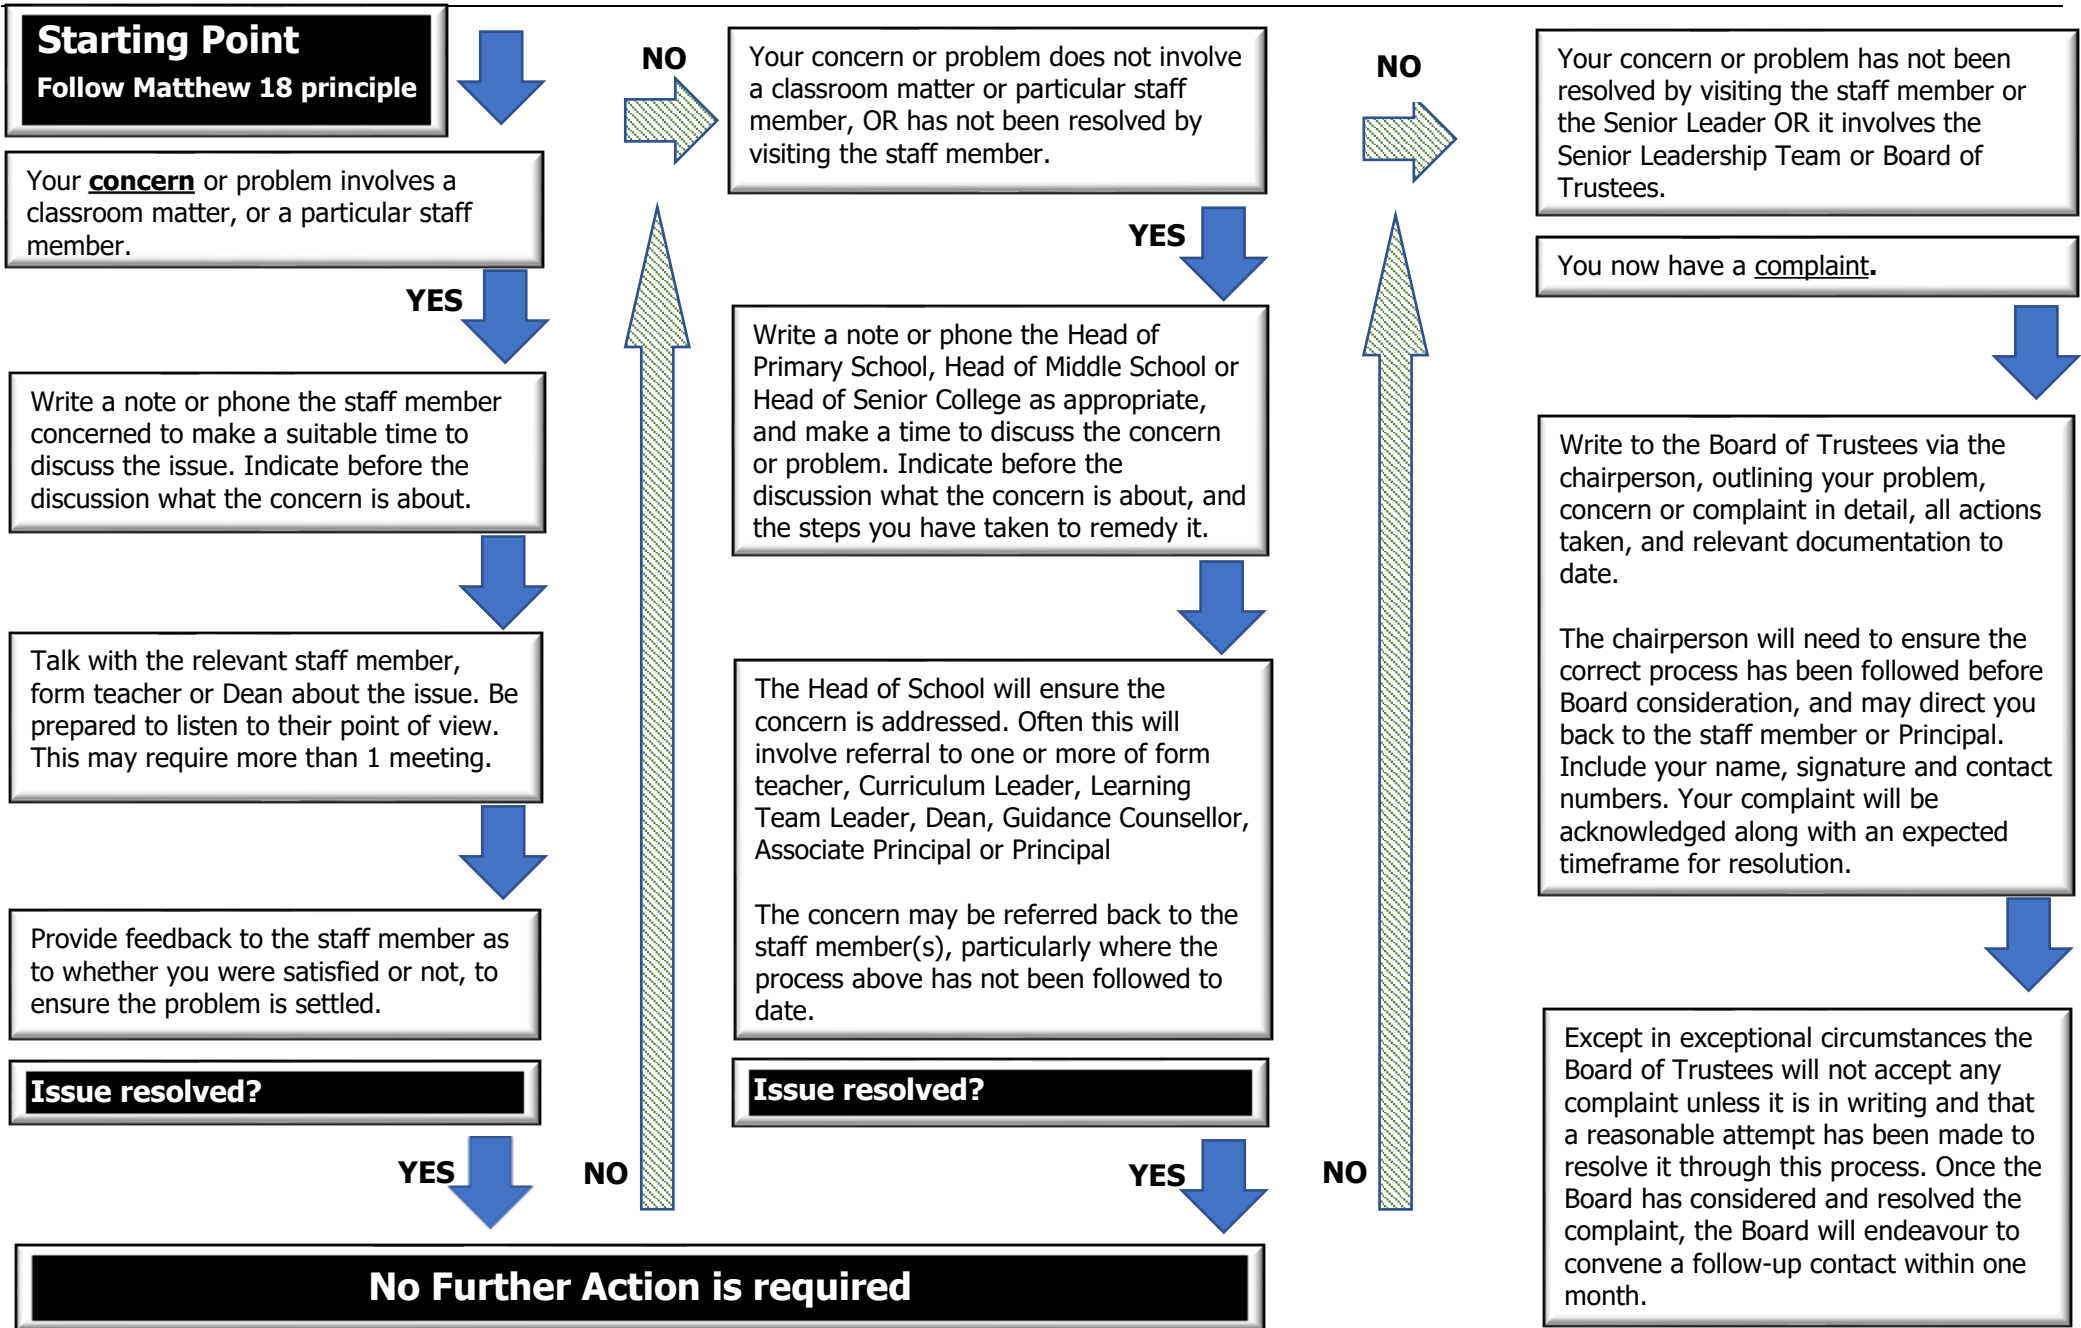 Starting Point
Follow Matthew 18 principle
Your concern or problem involves a
classroom matter, or a particular staff
member.
YES
Write a note or phone the staff member
concerned to make a suitable time to
discuss the issue. Indicate before the
discussion what the concern is about.
Talk with the relevant staff member,
form teacher or Dean about the issue. Be
prepared to listen to their point of view.
This may require more than 1 meeting.
Provide feedback to the staff member as
to whether you were satisfied or not, to
ensure the problem is settled.
Issue resolved?
YES
NO
NO
Your concern or problem does not involve
a classroom matter or particular staff
member, OR has not been resolved by
visiting the staff member.
YES
Write a note or phone the Head of
Primary School, Head of Middle School or
Head of Senior College as appropriate,
and make a time to discuss the concern
or problem. Indicate before the
discussion what the concern is about, and
the steps you have taken to remedy it.
The Head of School will ensure the
concern is addressed. Often this will
involve referral to one or more of form
teacher, Curriculum Leader, Learning
Team Leader, Dean, Guidance Counsellor,
Associate Principal or Principal
The concern may be referred back to the
staff member(s), particularly where the
process above has not been followed to
date.
Issue resolved?
YES
NO
No Further Action is required
NO
Your concern or problem has not been
resolved by visiting the staff member or
the Senior Leader OR it involves the
Senior Leadership Team or Board of
Trustees.
You now have a complaint.
Write to the Board of Trustees via the
chairperson, outlining your problem,
concern or complaint in detail, all actions
taken, and relevant documentation to
date.
The chairperson will need to ensure the
correct process has been followed before
Board consideration, and may direct you
back to the staff member or Principal.
Include your name, signature and contact
numbers. Your complaint will be
acknowledged along with an expected
timeframe for resolution.
Except in exceptional circumstances the
Board of Trustees will not accept any
complaint unless it is in writing and that
a reasonable attempt has been made to
resolve it through this process. Once the
Board has considered and resolved the
complaint, the Board will endeavour to
convene a follow-up contact within one
month.